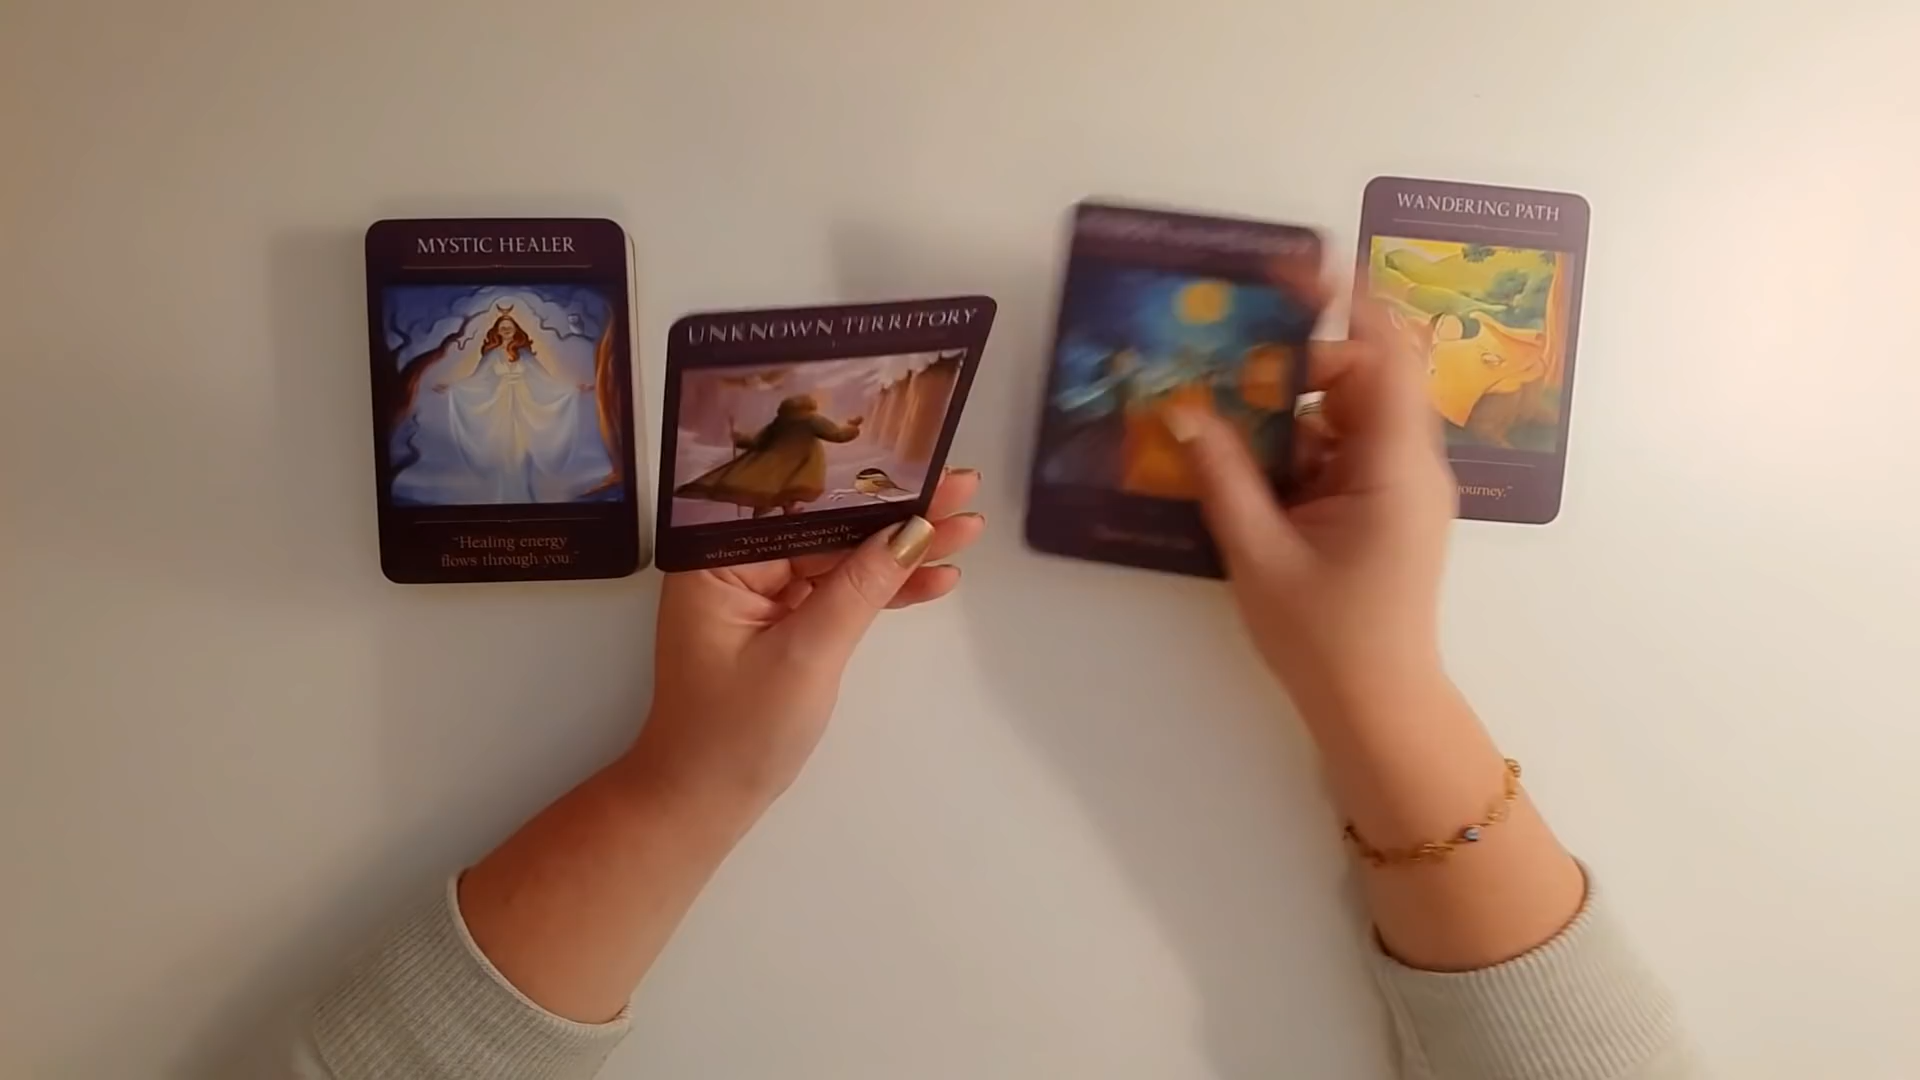 MYSTIC HEALER
"Healing energy
flows through you."
UNKNOWN TERRITORY
"You are exactly
where you need to be
WANDERING PATH
journey."